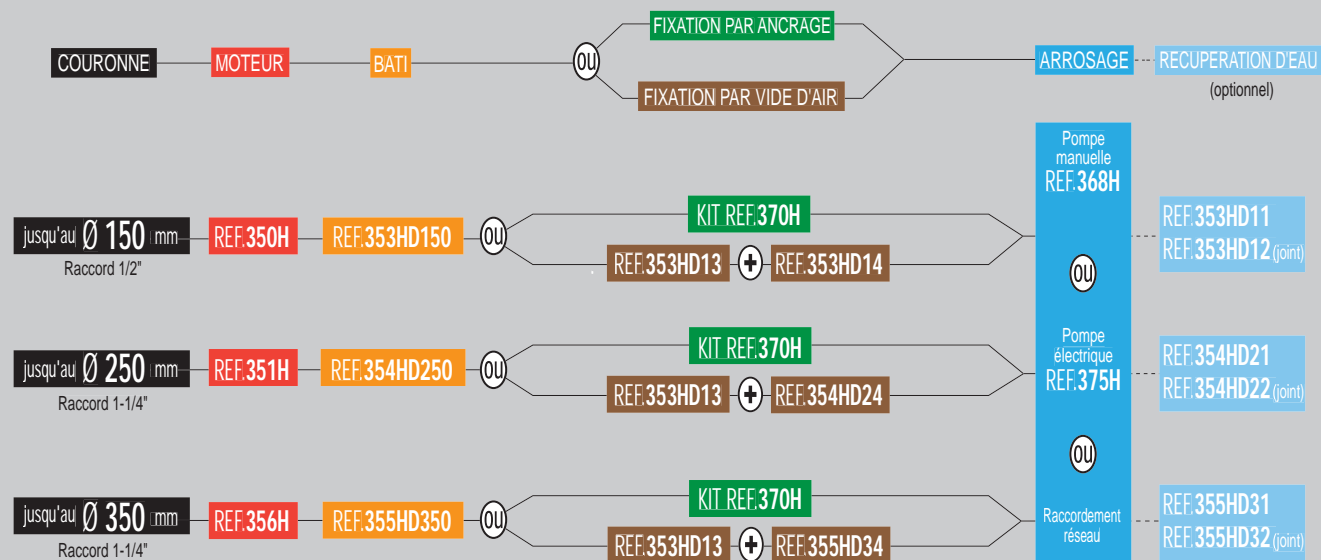 COURONNE MOTEUR BATI OU FIXATION PAR ANCRAGE ARROSAGE RECUPERATION D'EAU
FIXATION PAR VIDE D'AIR
(optionnel)
jusqu'au Ø 150 mm REF.350H REF.353HD150 OU KIT REF.370H
Raccord 1/2"
REF.353HD13 + REF.353HD14
Pompe
manuelle
REF.368H
REF.353HD11
REF.353HD12 (joint)
OU
jusqu'au Ø 250 mm REF.351H REF.354HD250 OU KIT REF.370H
Raccord 1-1/4"
REF.353HD13 + REF.354HD24
Pompe
électrique
REF.375H
REF.354HD21
REF.354HD22 (joint)
OU
jusqu'au Ø 350 mm REF.356H REF.355HD350 OU KIT REF.370H
Raccord 1-1/4"
REF.353HD13 + REF.355HD34
Raccordement
réseau
REF.355HD31
REF.355HD32 (joint)